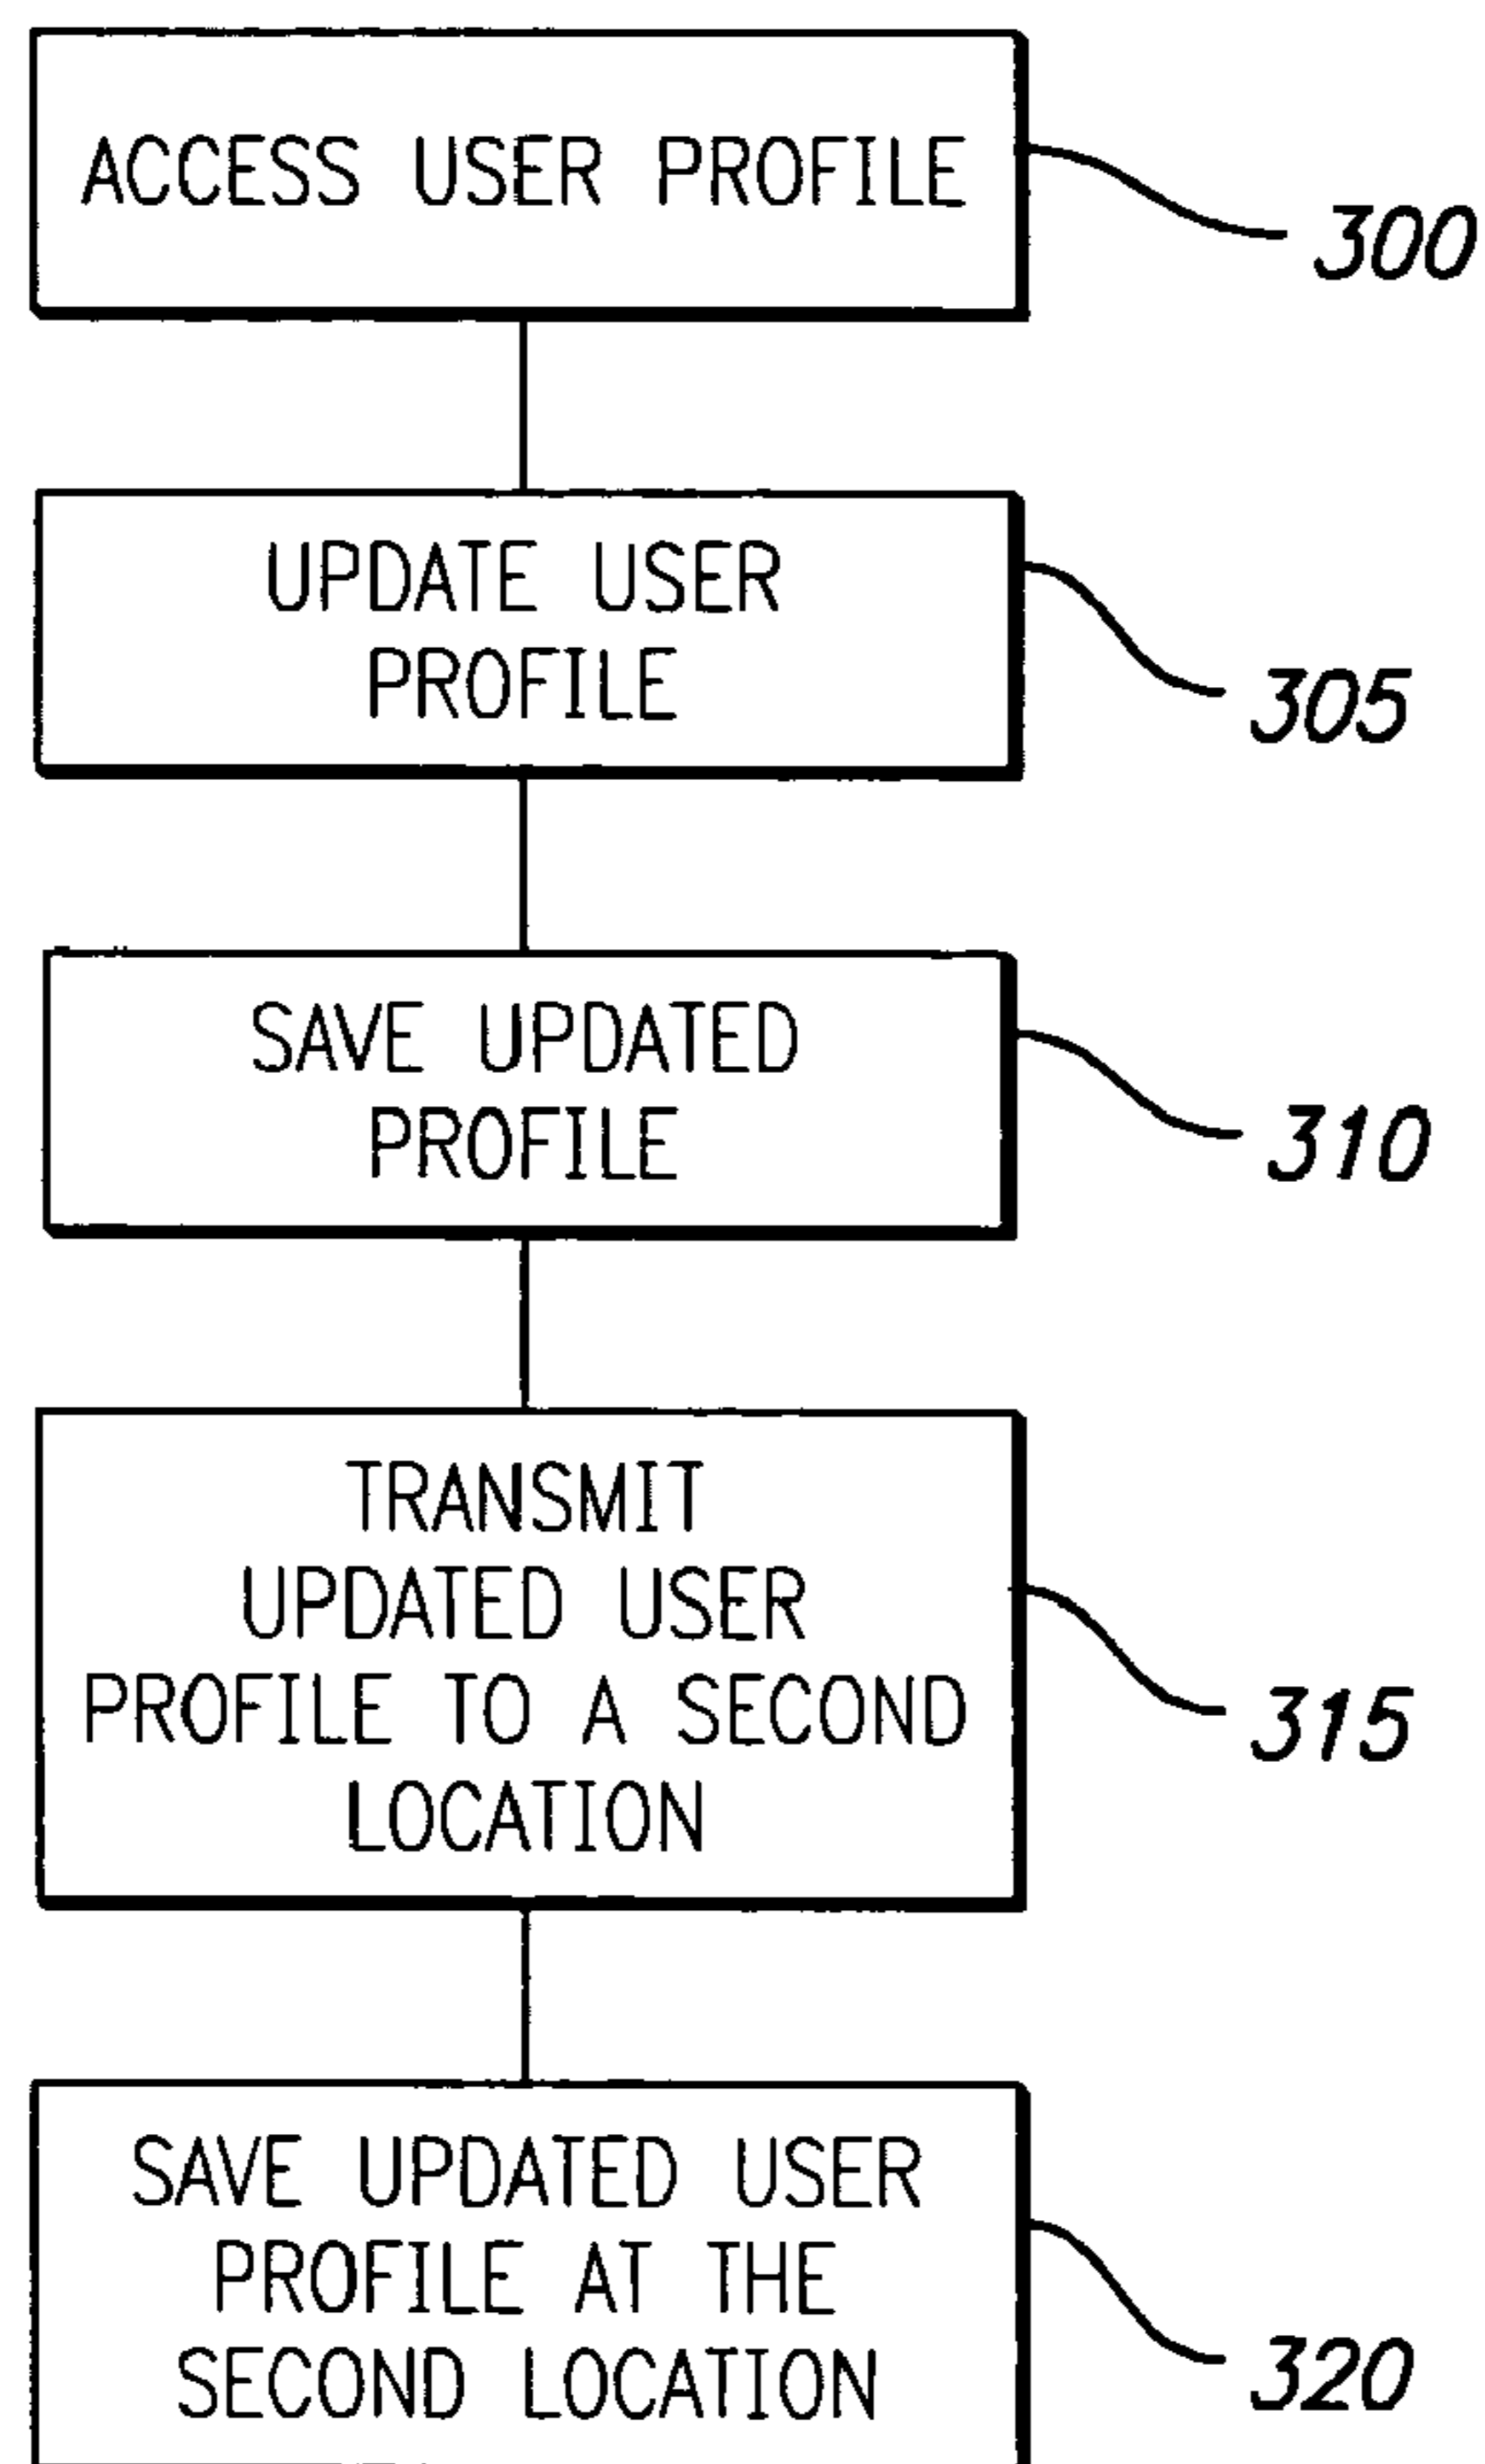 ACCESS USER PROFILE
300
UPDATE USER
PROFILE
305
SAVE UPDATED
PROFILE
310
TRANSMIT
UPDATED USER
PROFILE TO A SECOND
LOCATION
315
SAVE UPDATED USER
PROFILE AT THE
SECOND LOCATION
320